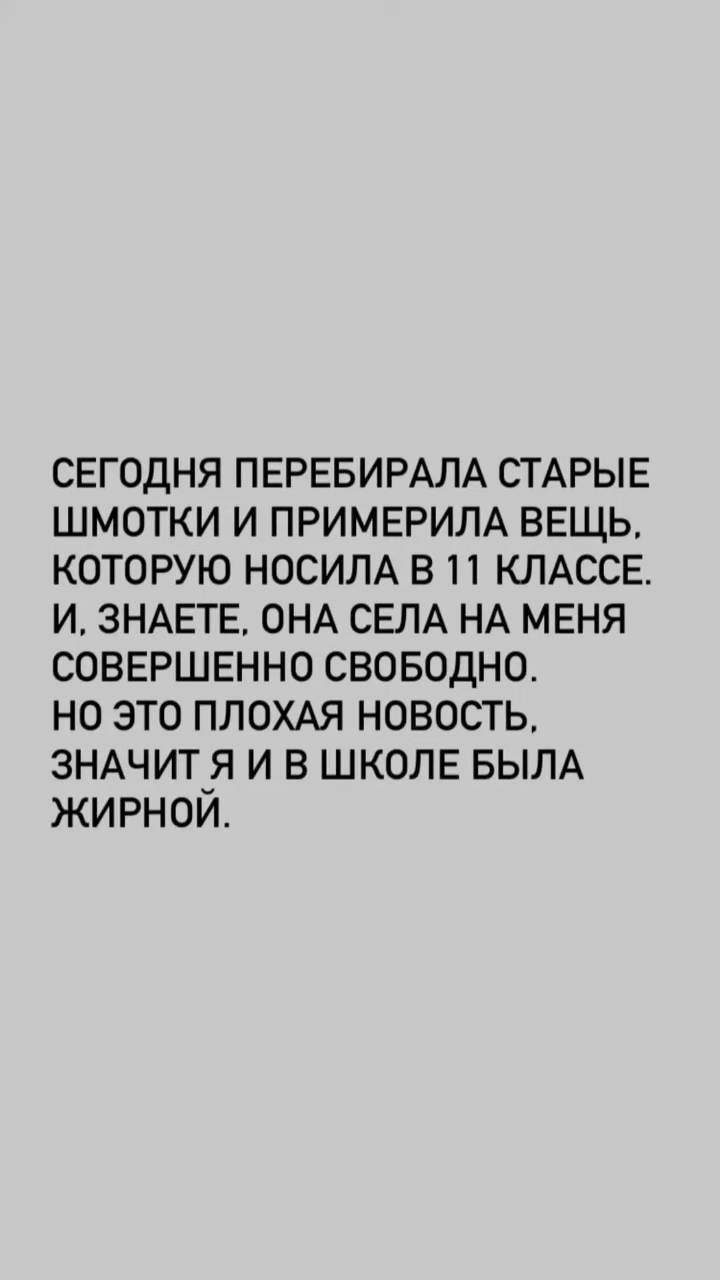 СЕГОДНЯ ПЕРЕБИРАЛА СТАРЫЕ
ШМОТКИ И ПРИМЕРИЛА ВЕЩЬ,
КОТОРУЮ НОСИЛА В 11 КЛАССЕ.
И, ЗНАЕТЕ, ОНА СЕЛА НА МЕНЯ
СОВЕРШЕННО СВОБОДНО.
НО ЭТО ПЛОХАЯ НОВОСТЬ,
ЗНАЧИТ Я И В ШКОЛЕ БЫЛА
ЖИРНОЙ.